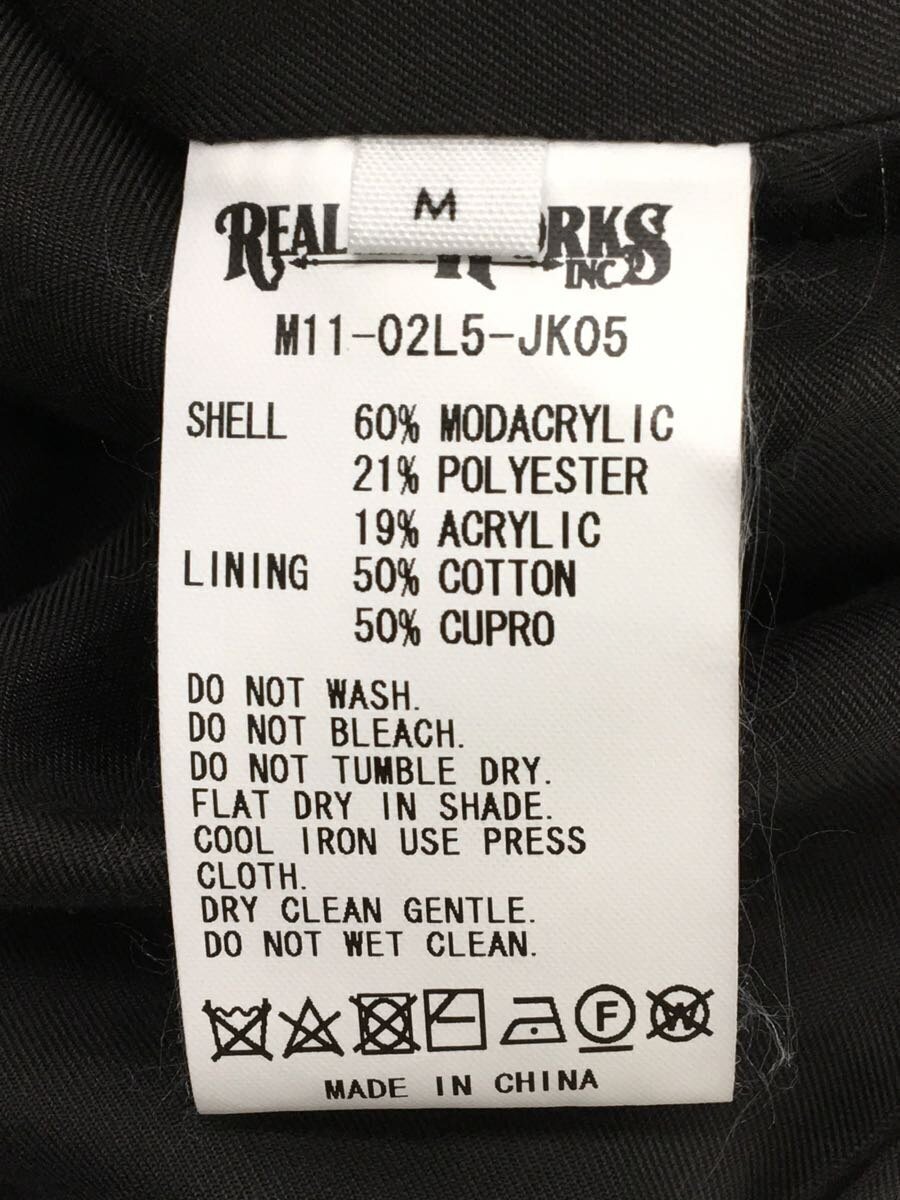 M
REAL
INC
M11-02L5-JK05
SHELL 60% MODACRYLIC
21% POLYESTER
19% ACRYLIC
LINING 50% COTTON
50% CUPRO
DO NOT WASH.
DO NOT BLEACH.
DO NOT TUMBLE DRY.
FLAT DRY IN SHADE.
COOL IRON USE PRESS
CLOTH.
DRY CLEAN GENTLE.
DO NOT WET CLEAN.
F W
MADE IN CHINA